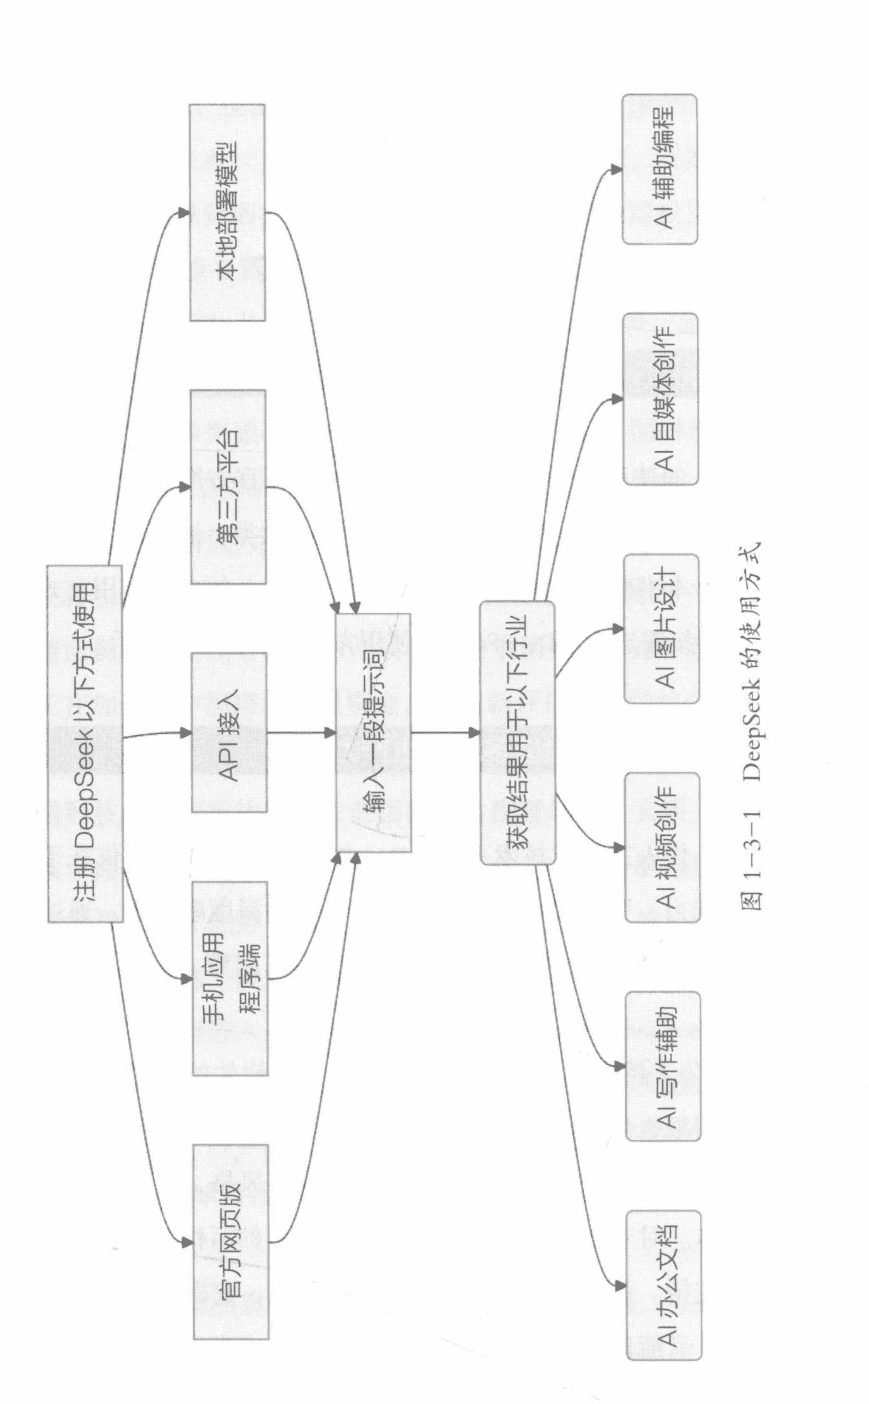 注册 DeepSeek 以下方式使用
官方网页版
手机应用
程序端
API 接入
第三方平台
本地部署模型
输入一段提示词
获取结果用于以下行业
AI 办公文档
AI 写作辅助
AI 视频创作
AI 图片设计
AI 自媒体创作
AI 辅助编程
图 1-3-1 DeepSeek 的使用方式